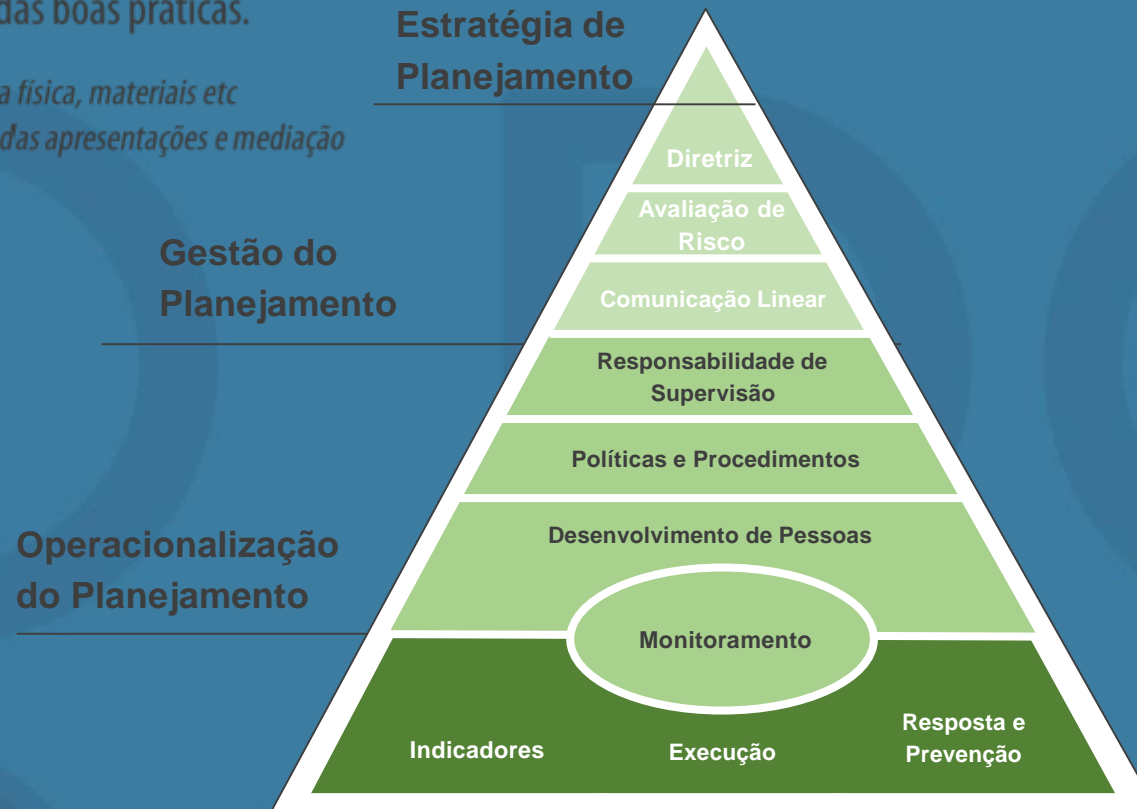 das boas práticas.
a física, materiais etc
das apresentações e mediação
Estratégia de
Planejamento
Diretriz
Avaliação de
Risco
Gestão do
Planejamento
Comunicação Linear
Responsabilidade de
Supervisão
Políticas e Procedimentos
Operacionalização
do Planejamento
Desenvolvimento de Pessoas
Monitoramento
Indicadores
Execução
Resposta e
Prevenção